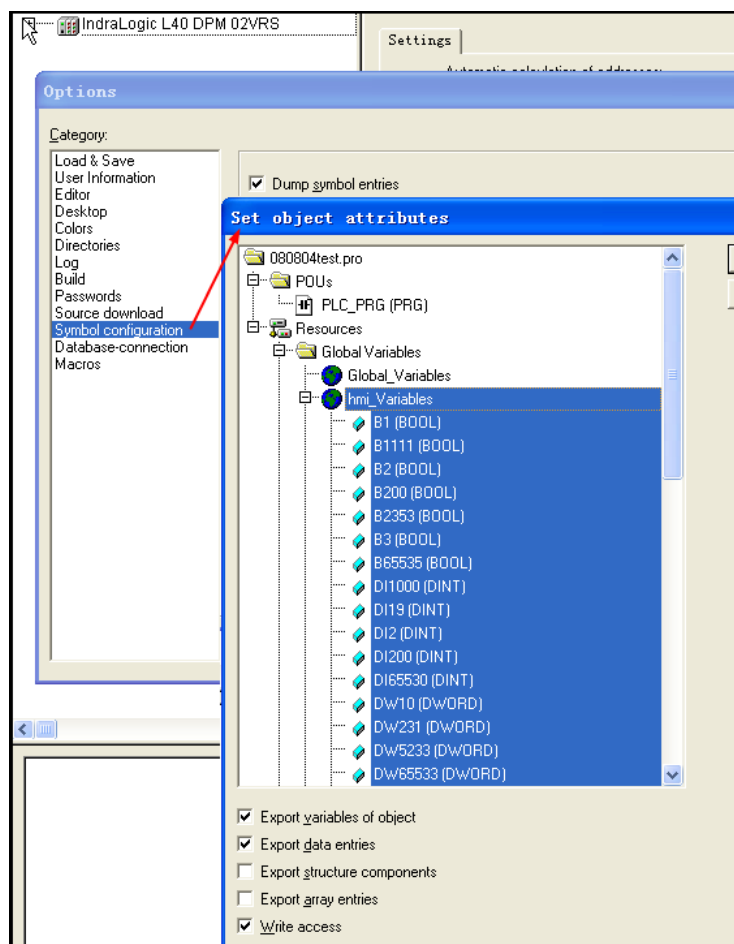 IndraLogic L40 DPM 02VRS
Settings
Automatic calculation of addresses:
Options
Category:
Load & Save
User Information
Editor
Desktop
Colors
Directories
Log
Build
Passwords
Source download
Symbol configuration
Database-connection
Macros
Dump symbol entries
Set object attributes
080804test.pro
POUs
PLC_PRG (PRG)
Resources
Global Variables
Global_Variables
hmi_Variables
B1 (BOOL)
B1111 (BOOL)
B2 (BOOL)
B200 (BOOL)
B2353 (BOOL)
B3 (BOOL)
B65535 (BOOL)
DI1000 (DINT)
DI19 (DINT)
DI2 (DINT)
DI200 (DINT)
DI65530 (DINT)
DW10 (DWORD)
DW231 (DWORD)
DW5233 (DWORD)
DW65533 (DWORD)
Export variables of object
Export data entries
Export structure components
Export array entries
Write access